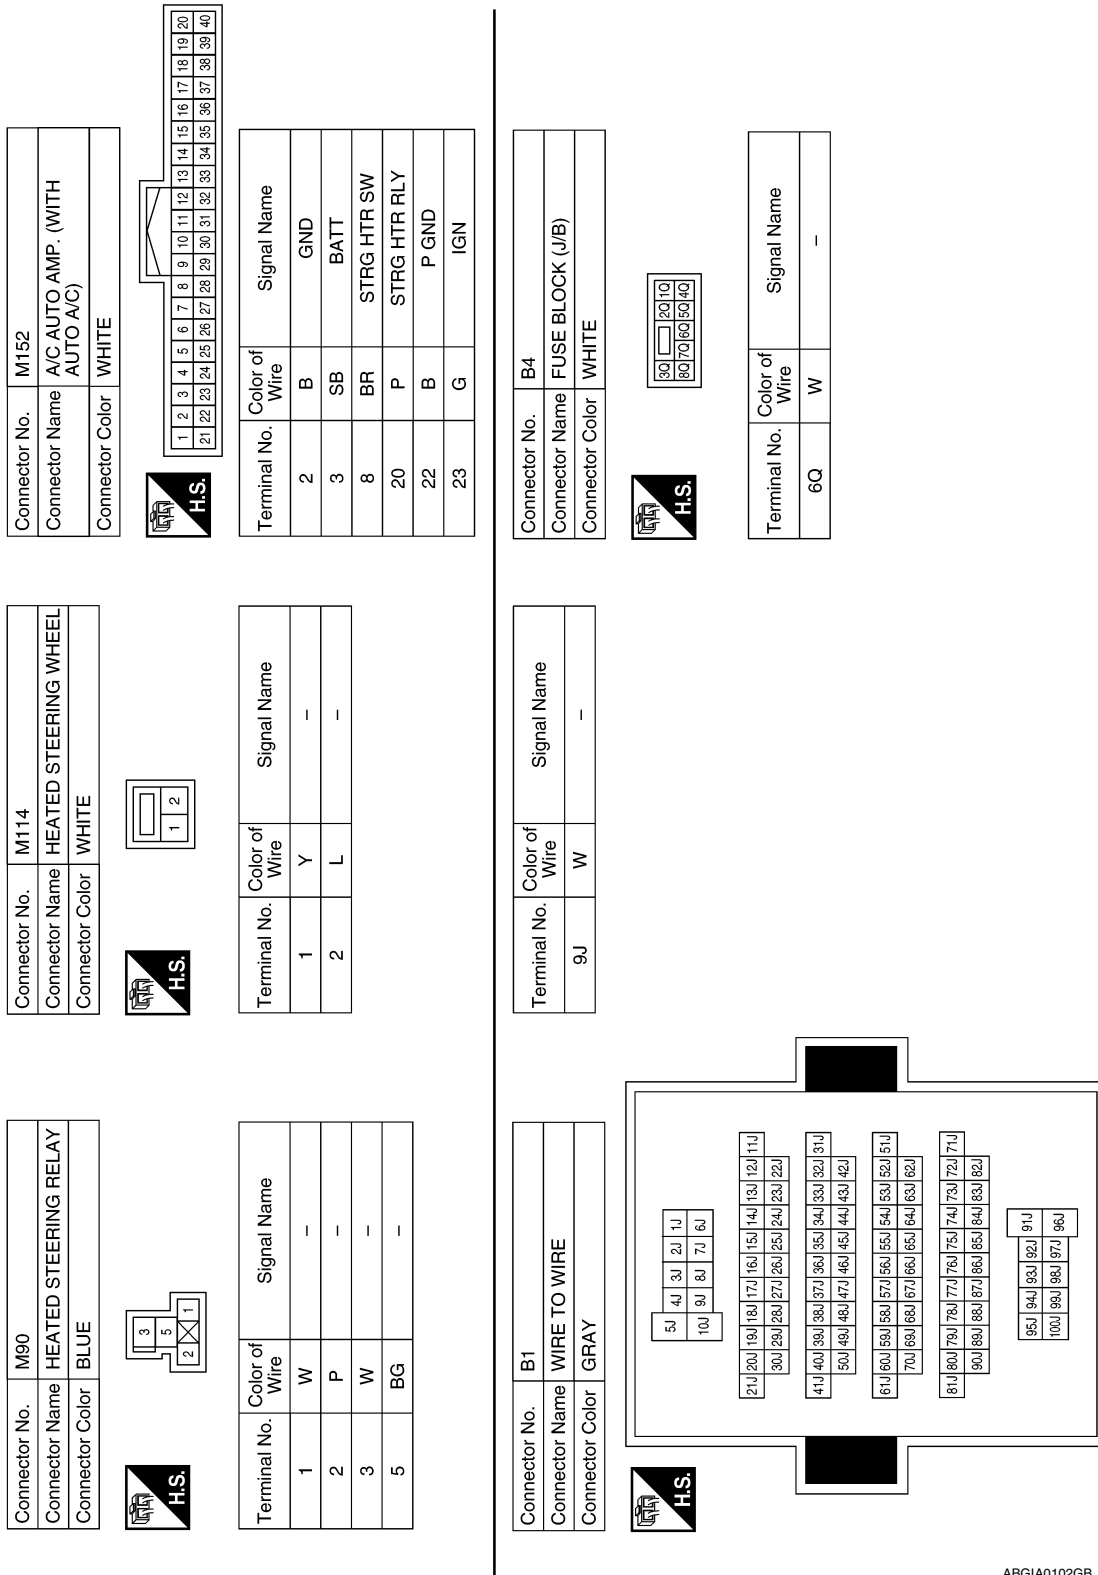 Connector No. M90
Connector Name HEATED STEERING RELAY
Connector Color BLUE
H.S.
3
5
2 1
Terminal No. Color of Wire Signal Name
1 W –
2 P –
3 W –
5 BG –
Connector No. M114
Connector Name HEATED STEERING WHEEL
Connector Color WHITE
H.S.
1 2
Terminal No. Color of Wire Signal Name
1 Y –
2 L –
Connector No. M152
Connector Name A/C AUTO AMP. (WITH
AUTO A/C)
Connector Color WHITE
H.S.
1 2 3 4 5 6 7 8 9 10 11 12 13 14 15 16 17 18 19 20
21 22 23 24 25 26 27 28 29 30 31 32 33 34 35 36 37 38 39 40
Terminal No. Color of Wire Signal Name
2 B GND
3 SB BATT
8 BR STRG HTR SW
20 P STRG HTR RLY
22 B P GND
23 G IGN
Connector No. B1
Connector Name WIRE TO WIRE
Connector Color GRAY
H.S.
5J 4J 3J 2J 1J
10J 9J 8J 7J 6J
21J 20J 19J 18J 17J 16J 15J 14J 13J 12J 11J
30J 29J 28J 27J 26J 25J 24J 23J 22J
41J 40J 39J 38J 37J 36J 35J 34J 33J 32J 31J
50J 49J 48J 47J 46J 45J 44J 43J 42J
61J 60J 59J 58J 57J 56J 55J 54J 53J 52J 51J
70J 69J 68J 67J 66J 65J 64J 63J 62J
81J 80J 79J 78J 77J 76J 75J 74J 73J 72J 71J
90J 89J 88J 87J 86J 85J 84J 83J 82J
95J 94J 93J 92J 91J
100J 99J 98J 97J 96J
Terminal No. Color of Wire Signal Name
9J W –
Connector No. B4
Connector Name FUSE BLOCK (J/B)
Connector Color WHITE
H.S.
3Q 2Q 1Q
8Q 7Q 6Q 5Q 4Q
Terminal No. Color of Wire Signal Name
6Q W –
ABGIA0102GB